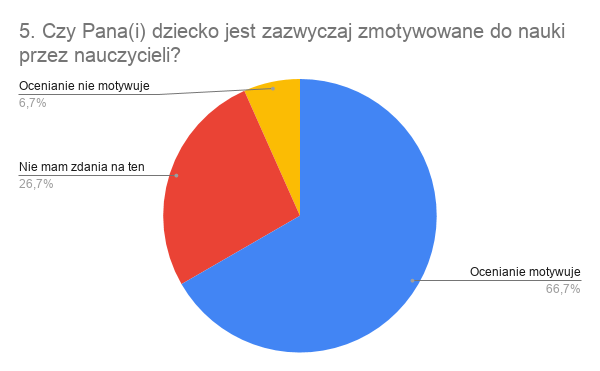 5. Czy Pana(i) dziecko jest zazwyczaj zmotywowane do nauki
przez nauczycieli?
Ocenianie nie motywuje
6,7%
Nie mam zdania na ten
26,7%
Ocenianie motywuje
66,7%